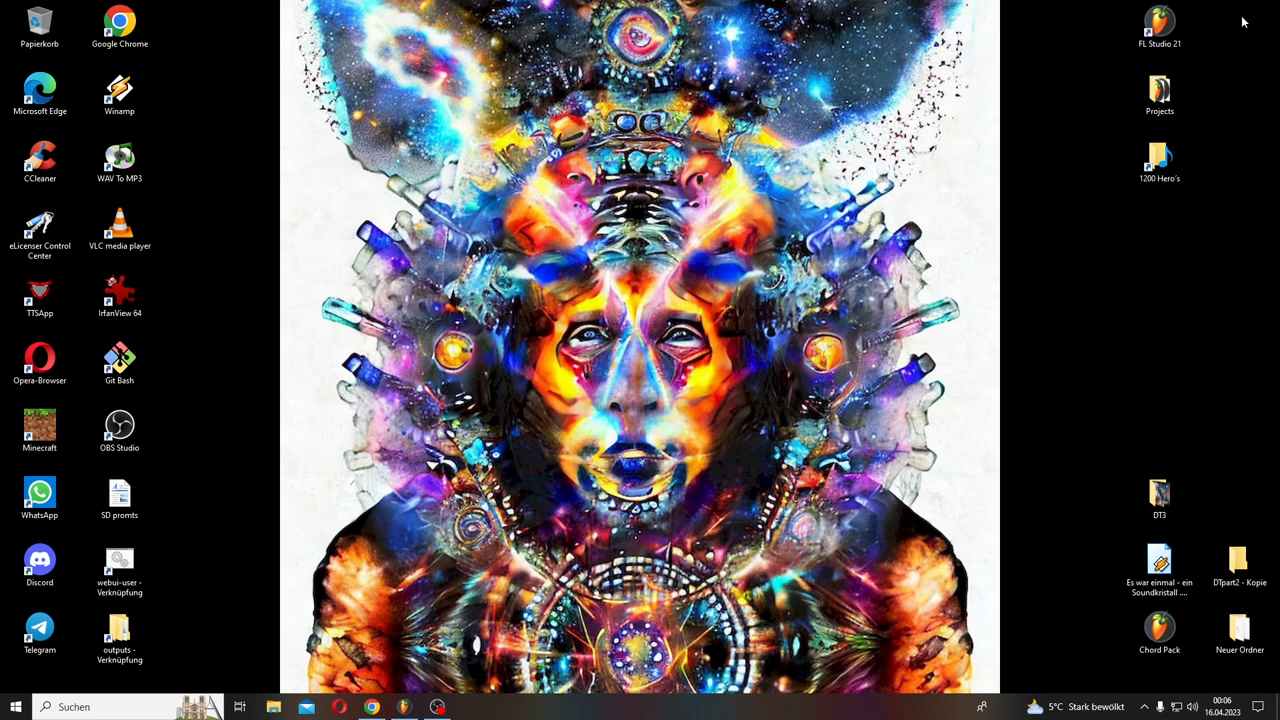 Papierkorb
Google Chrome
FL Studio 21
Microsoft Edge
Winamp
Projects
CCleaner
WAV To MP3
1200 Hero´s
eLicenser Control
Center
VLC media player
TTSApp
IrfanView 64
Opera-Browser
Git Bash
Minecraft
OBS Studio
WhatsApp
SD promts
DT3
Discord
webui-user -
Verknüpfung
Es war einmal - ein
Soundkristall ....
DTpart2 - Kopie
Telegram
outputs -
Verknüpfung
Chord Pack
Neuer Ordner
Suchen
5°C Stark bewölkt
00:06
16.04.2023